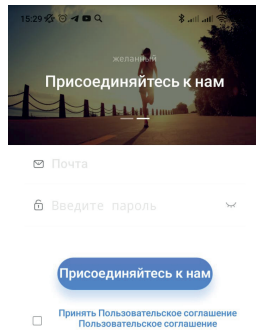 15:29
желанный
Присоединяйтесь к нам
Почта
Введите пароль
Присоединяйтесь к нам
Принять Пользовательское соглашение
Пользовательское соглашение